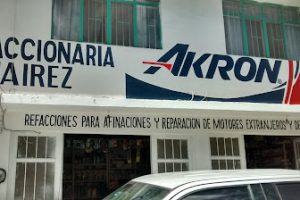 ACCIONARIA
AIREZ
AKRON
REFACCIONES PARA AFINACIONES Y REPARACION DE MOTORES EXTRANJEROS Y